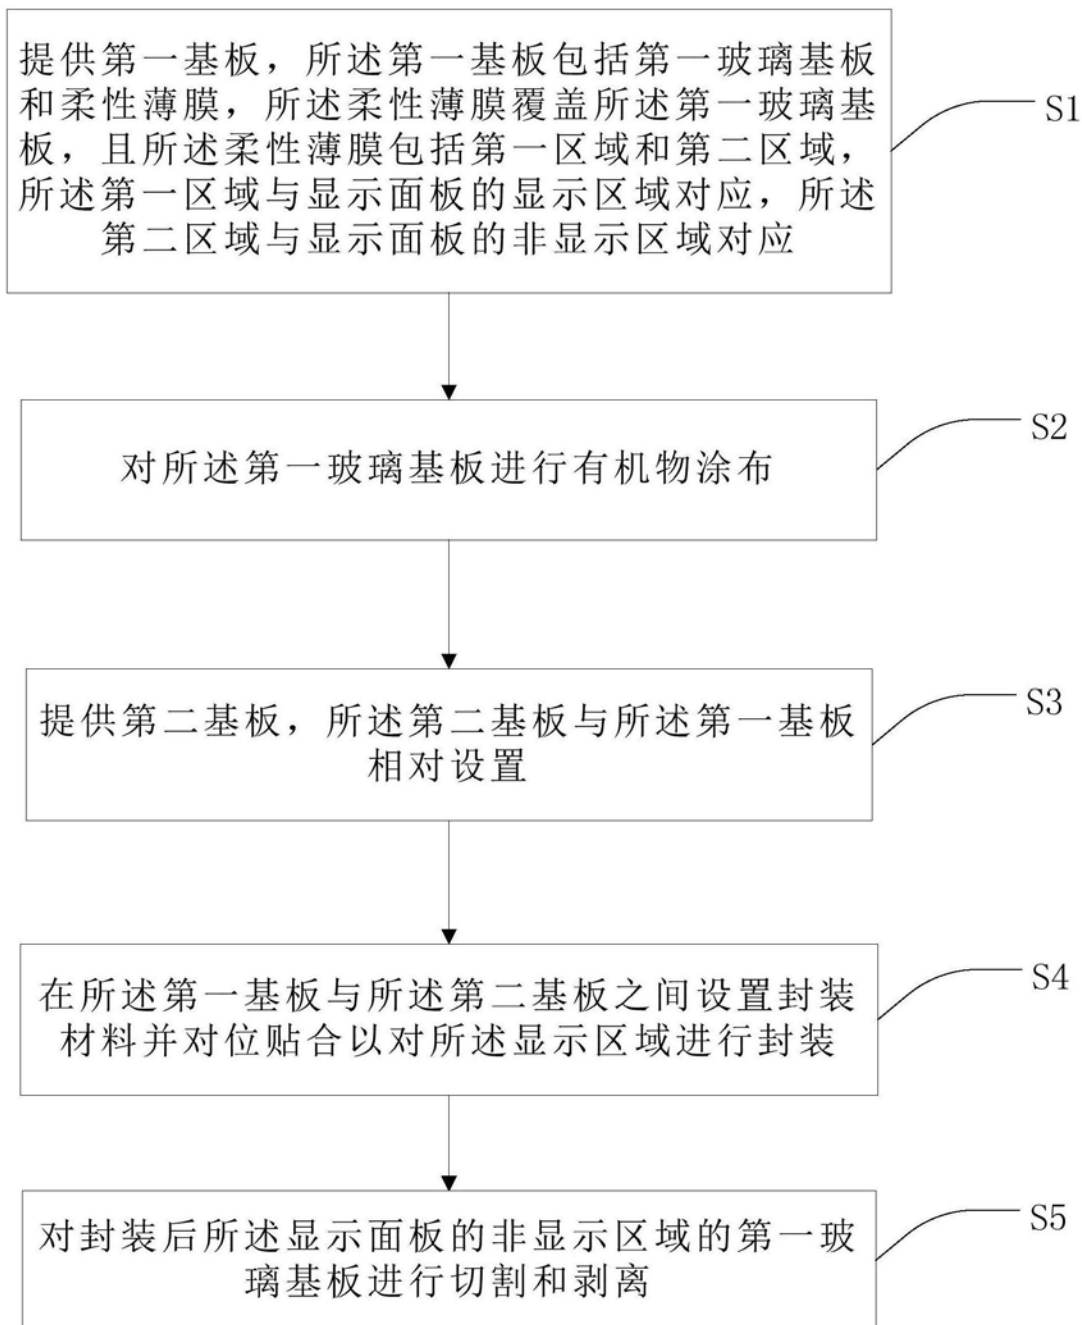 提供第一基板，所述第一基板包括第一玻璃基板
和柔性薄膜，所述柔性薄膜覆盖所述第一玻璃基
板，且所述柔性薄膜包括第一区域和第二区域，
所述第一区域与显示面板的显示区域对应，所述
第二区域与显示面板的非显示区域对应
S1
对所述第一玻璃基板进行有机物涂布
S2
提供第二基板，所述第二基板与所述第一基板
相对设置
S3
在所述第一基板与所述第二基板之间设置封装
材料并对位贴合以对所述显示区域进行封装
S4
对封装后所述显示面板的非显示区域的第一玻
璃基板进行切割和剥离
S5